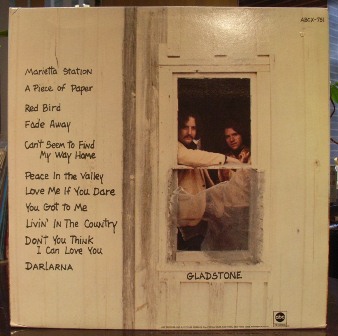 ABCX-751
Marietta Station
A Piece of Paper
Red Bird
Fade Away
Can't Seem to Find
My Way Home
Peace In the Valley
Love Me If You Dare
You Got to Me
Livin' In The Country
Don't You Think
I Can Love You
Darlarna
GLADSTONE
abc